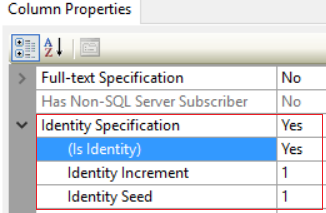 Column Properties
Full-text Specification No
Has Non-SQL Server Subscriber No
Identity Specification Yes
(Is Identity) Yes
Identity Increment 1
Identity Seed 1